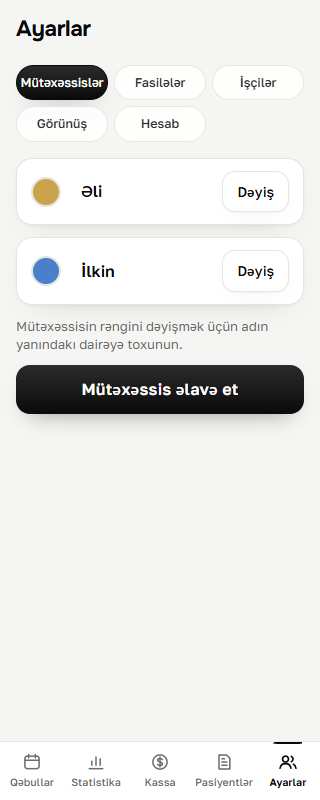 Ayarlar
Mütəxəssislər
Fasilələr
İşçilər
Görünüş
Hesab
Əli
Dəyiş
İlkin
Dəyiş
Mütəxəssisin rəngini dəyişmək üçün adın
yanındakı dairəyə toxunun.
Mütəxəssis əlavə et
Qəbullar
Statistika
Kassa
Pasiyentlər
Ayarlar